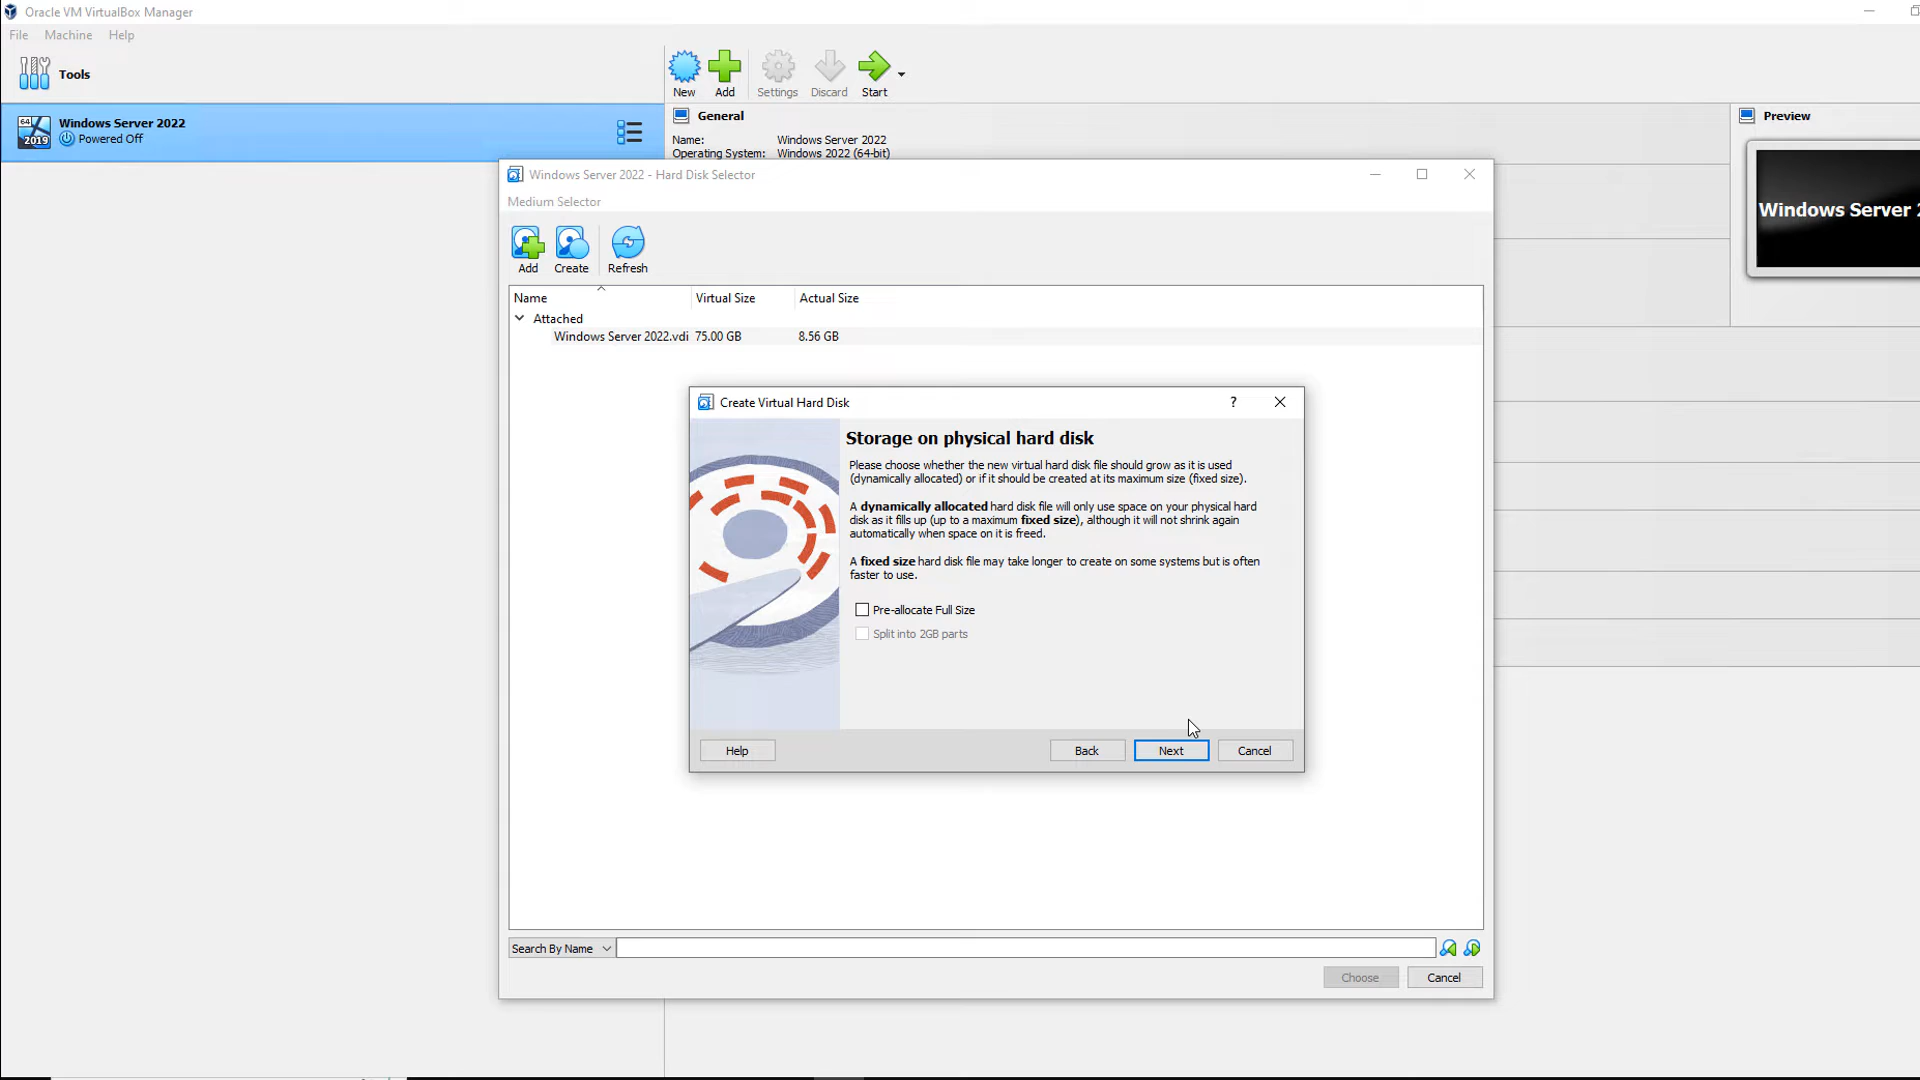 Oracle VM VirtualBox Manager
File Machine Help
Tools
New Add Settings Discard Start
64
2019
Windows Server 2022
Powered Off
General
Name: Windows Server 2022
Operating System: Windows 2022 (64-bit)
Preview
Windows Server 2
Windows Server 2022 - Hard Disk Selector
Medium Selector
Add Create Refresh
Name Virtual Size Actual Size
Attached
Windows Server 2022.vdi 75.00 GB 8.56 GB
Create Virtual Hard Disk ?
Storage on physical hard disk
Please choose whether the new virtual hard disk file should grow as it is used
(dynamically allocated) or if it should be created at its maximum size (fixed size).
A dynamically allocated hard disk file will only use space on your physical hard
disk as it fills up (up to a maximum fixed size), although it will not shrink again
automatically when space on it is freed.
A fixed size hard disk file may take longer to create on some systems but is often
faster to use.
Pre-allocate Full Size
Split into 2GB parts
Help Back Next Cancel
Search By Name
Choose Cancel